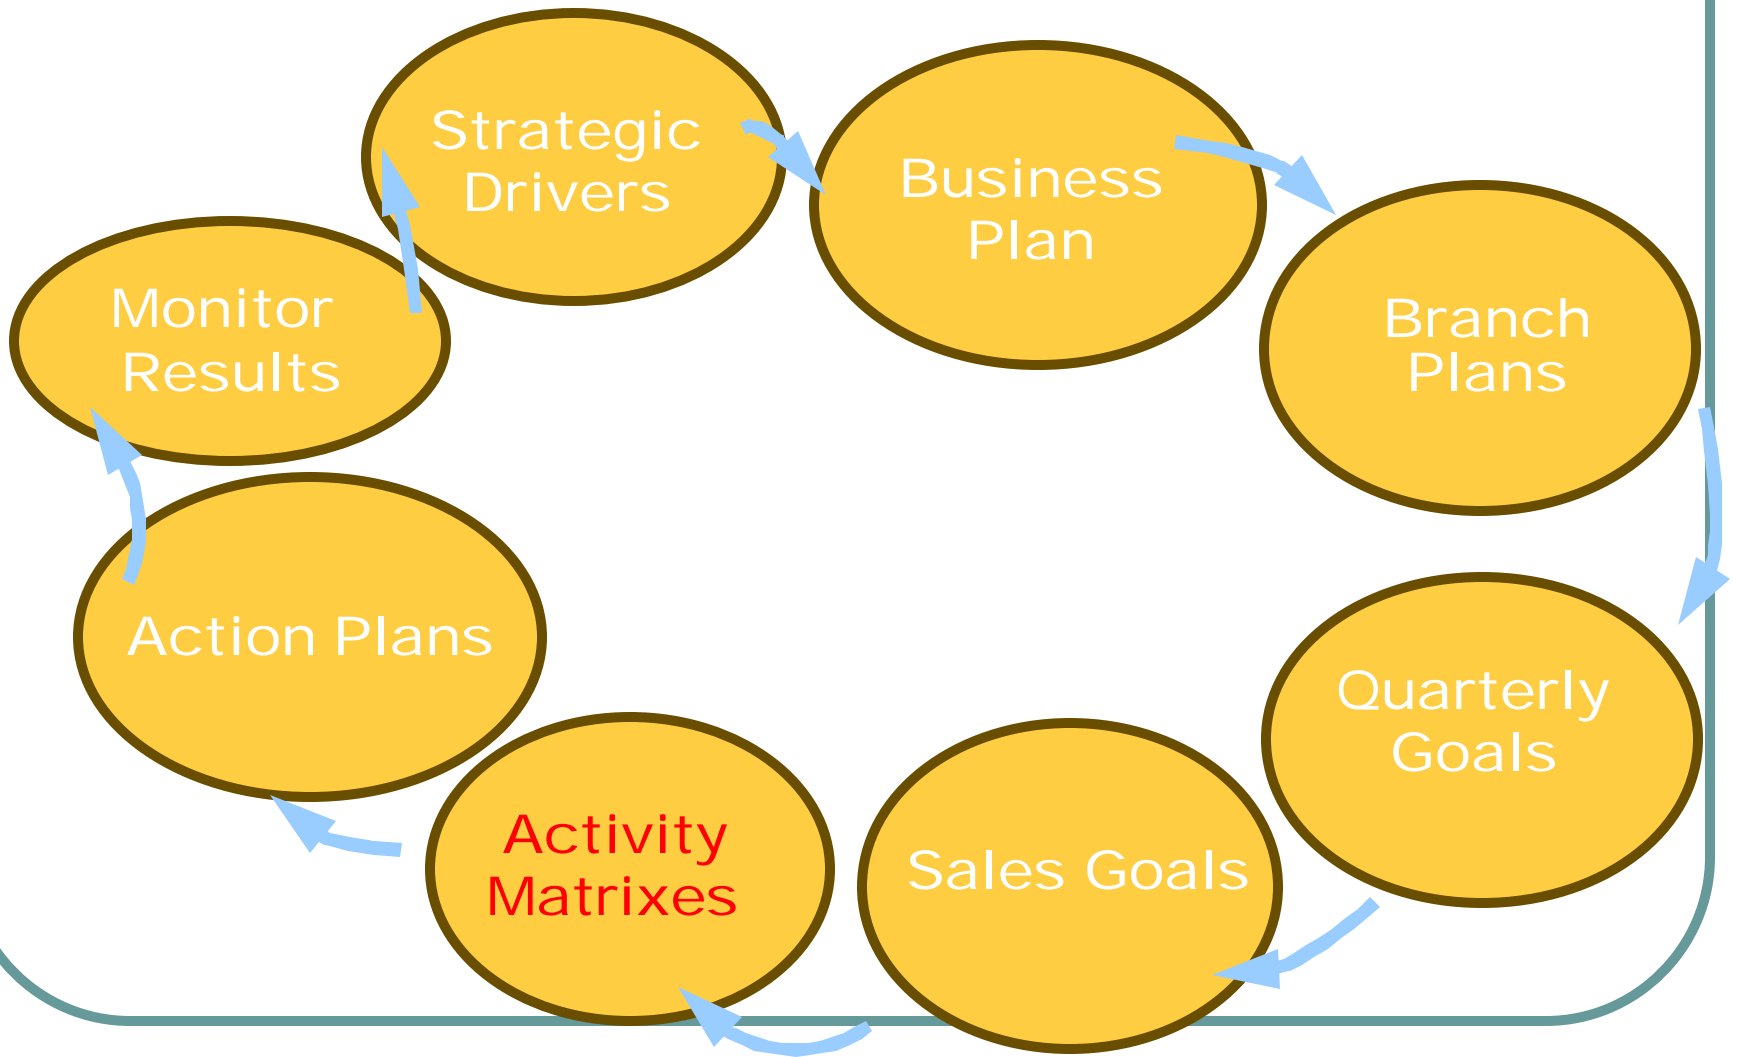 Strategic
Drivers
Business
Plan
Branch
Plans
Quarterly
Goals
Sales Goals
Activity
Matrixes
Action Plans
Monitor
Results